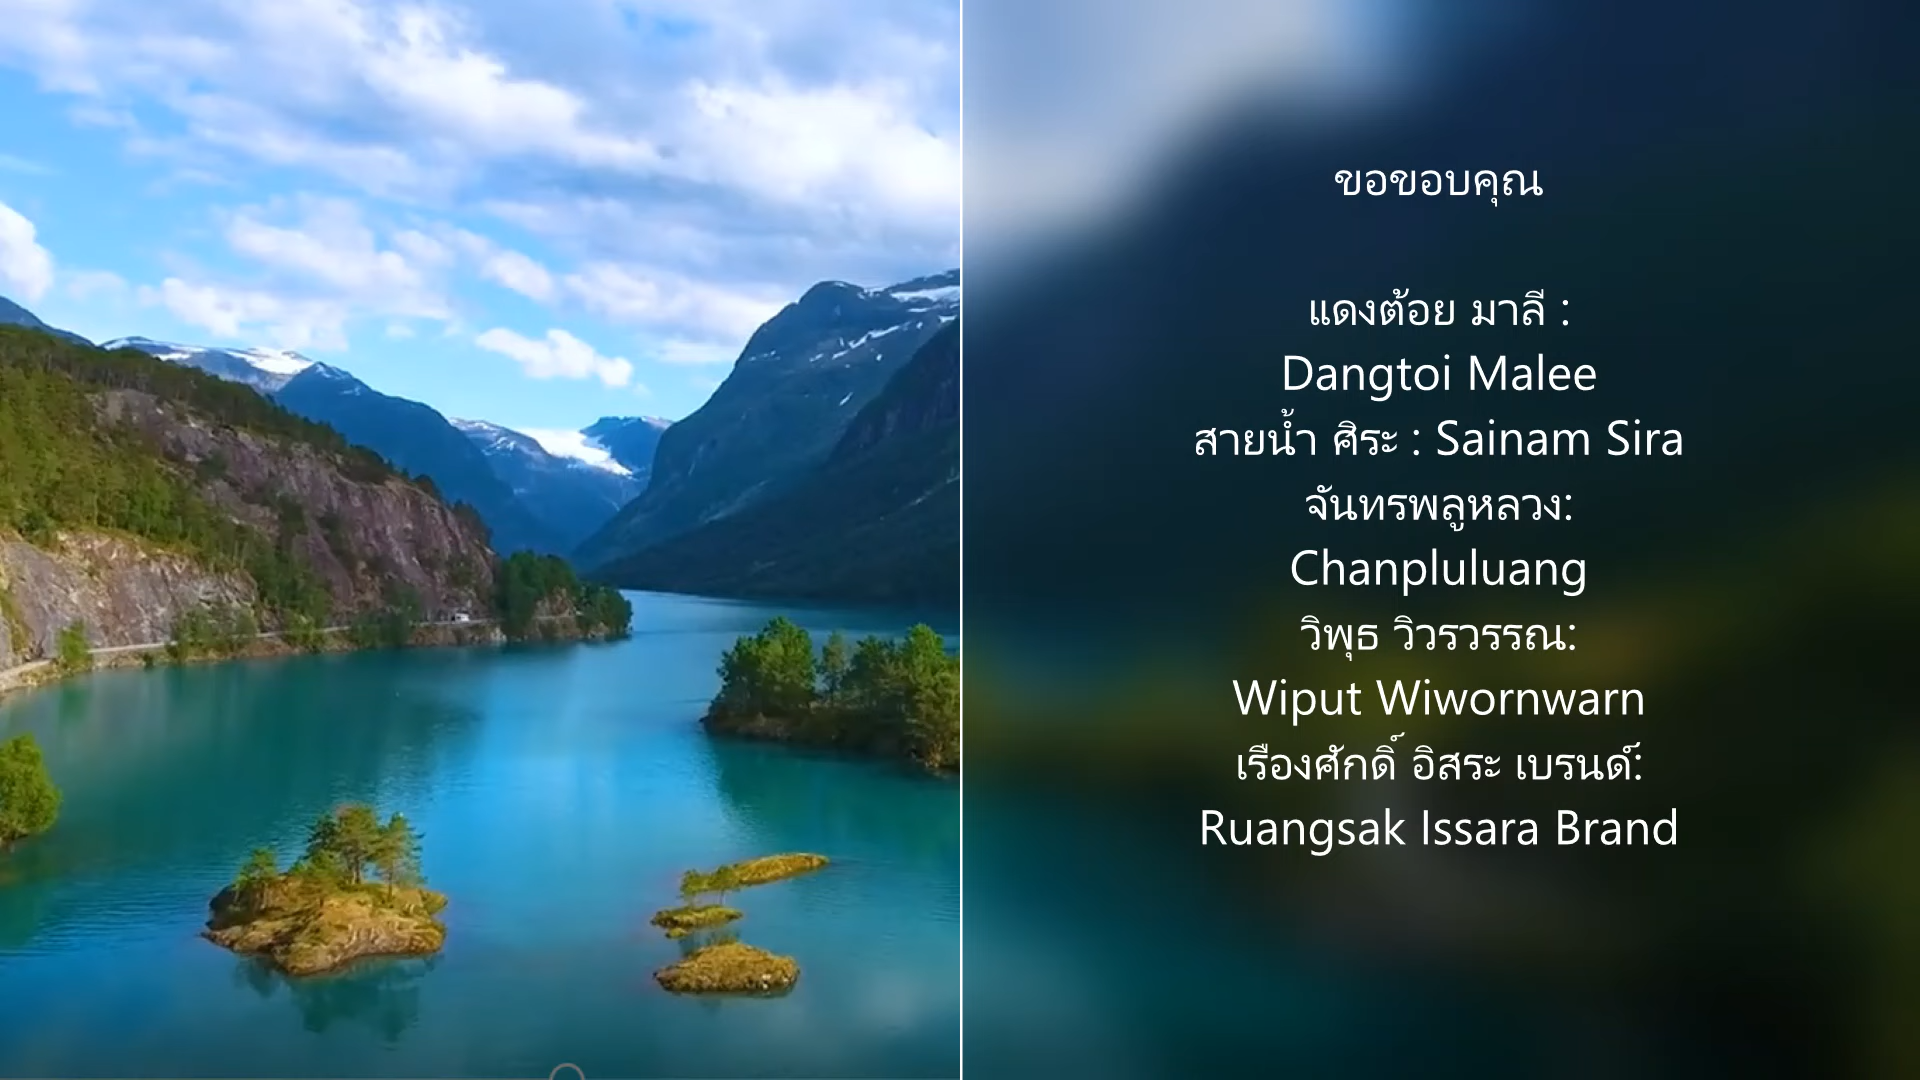 ขอขอบคุณ
แดงต้อย มาลี :
Dangtoi Malee
สายน้ำ ศิระ : Sainam Sira
จันทรพลูหลวง:
Chanpluluang
วิพุธ วิวรวรรณ:
Wiput Wiwornwarn
เรืองศักดิ์ อิสระ เบรนด์:
Ruangsak Issara Brand